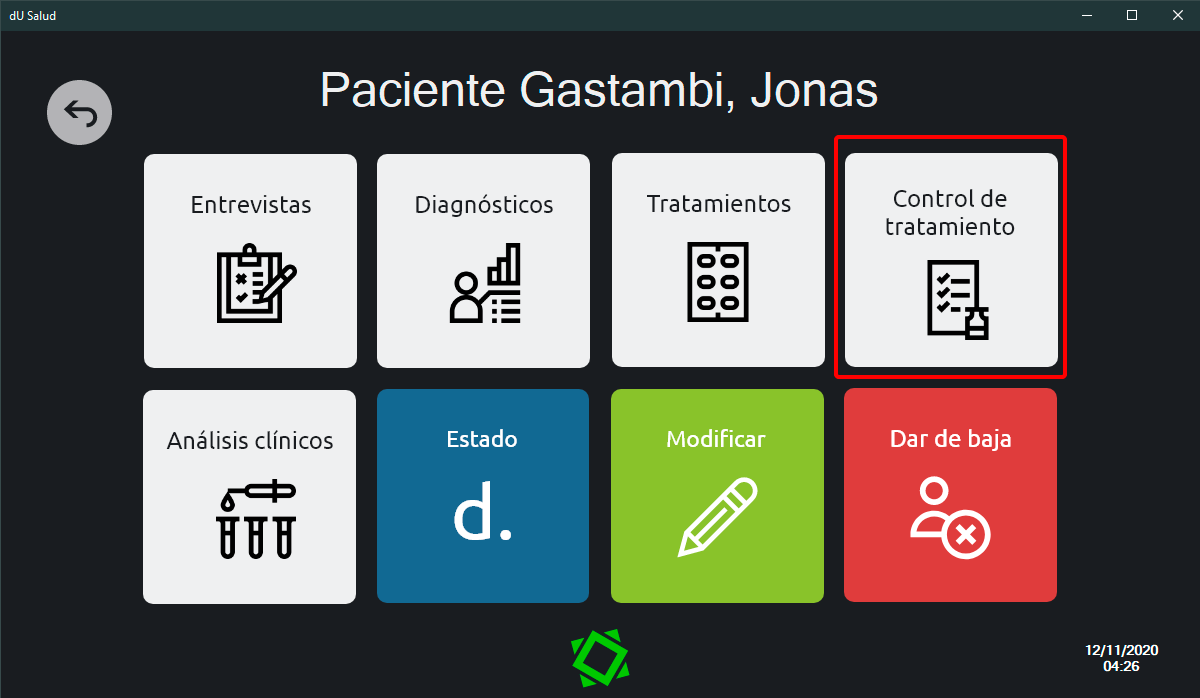 dU Salud
Paciente Gastambi, Jonas
Entrevistas
Diagnósticos
Tratamientos
Control de
tratamiento
Análisis clínicos
Estado
d.
Modificar
Dar de baja
12/11/2020
04:26